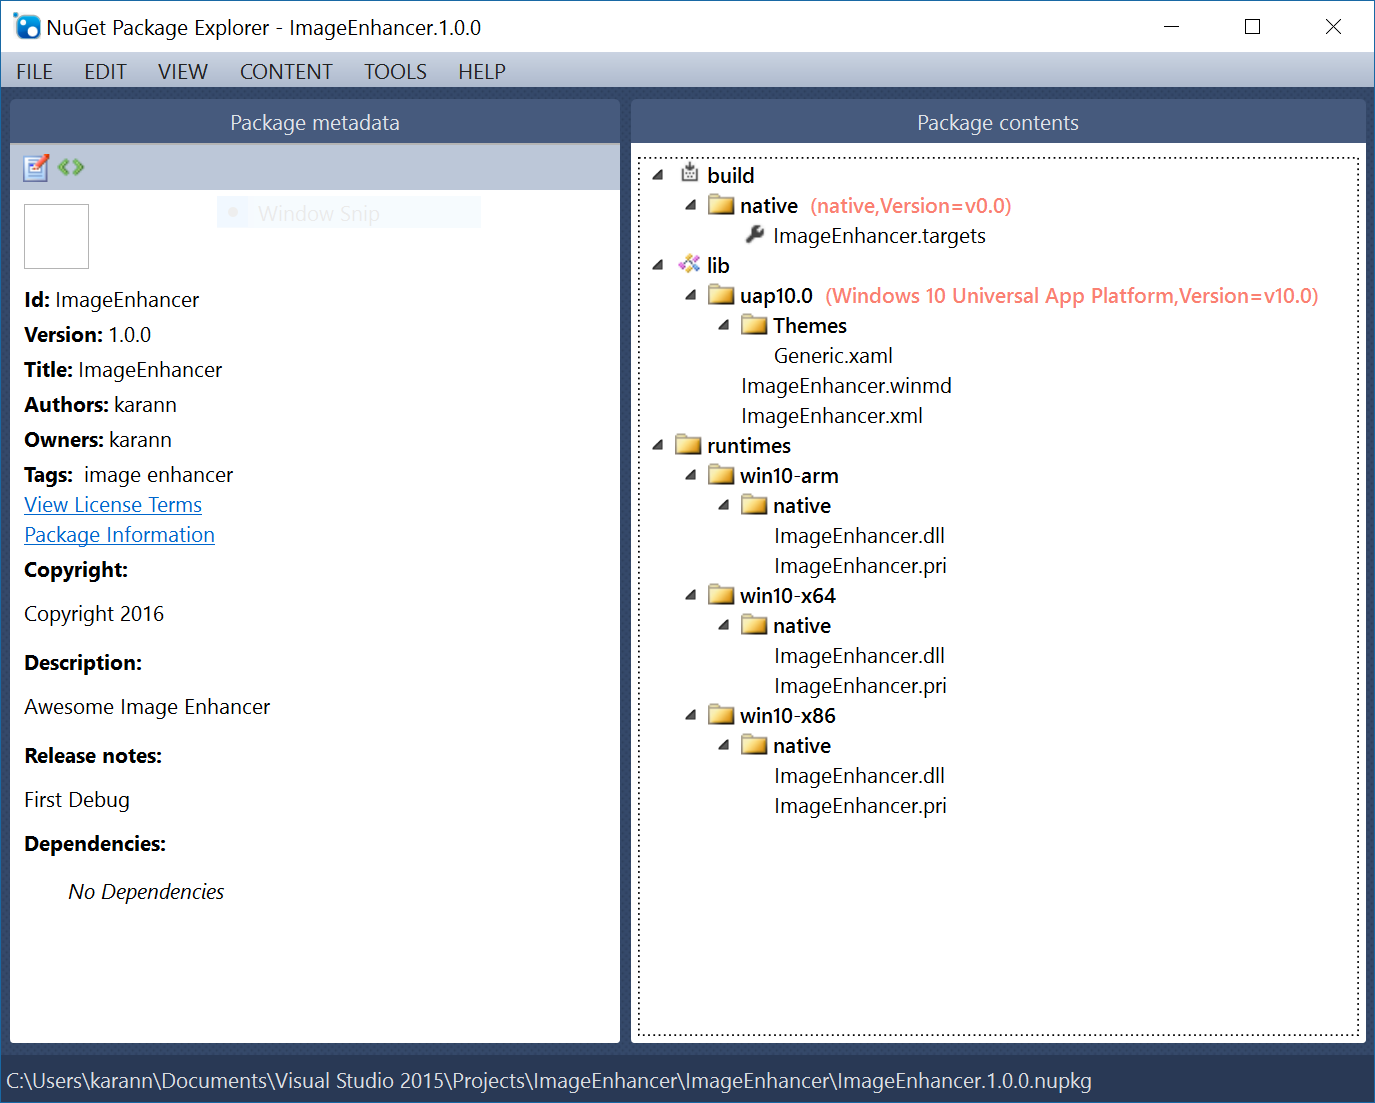 NuGet Package Explorer - ImageEnhancer.1.0.0
FILE EDIT VIEW CONTENT TOOLS HELP
Package metadata
Window Snip
Id: ImageEnhancer
Version: 1.0.0
Title: ImageEnhancer
Authors: karann
Owners: karann
Tags: image enhancer
View License Terms
Package Information
Copyright:
Copyright 2016
Description:
Awesome Image Enhancer
Release notes:
First Debug
Dependencies:
No Dependencies
Package contents
build
native (native,Version=v0.0)
ImageEnhancer.targets
lib
uap10.0 (Windows 10 Universal App Platform,Version=v10.0)
Themes
Generic.xaml
ImageEnhancer.winmd
ImageEnhancer.xml
runtimes
win10-arm
native
ImageEnhancer.dll
ImageEnhancer.pri
win10-x64
native
ImageEnhancer.dll
ImageEnhancer.pri
win10-x86
native
ImageEnhancer.dll
ImageEnhancer.pri
C:\Users\karann\Documents\Visual Studio 2015\Projects\ImageEnhancer\ImageEnhancer\ImageEnhancer.1.0.0.nupkg